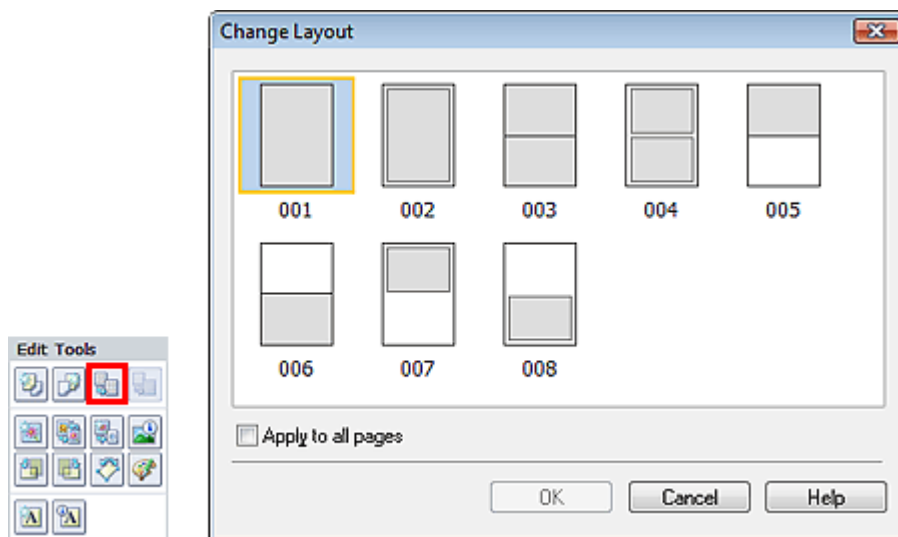 Change Layout
001 002 003 004 005
006 007 008
Edit Tools
Apply to all pages
OK Cancel Help
A A